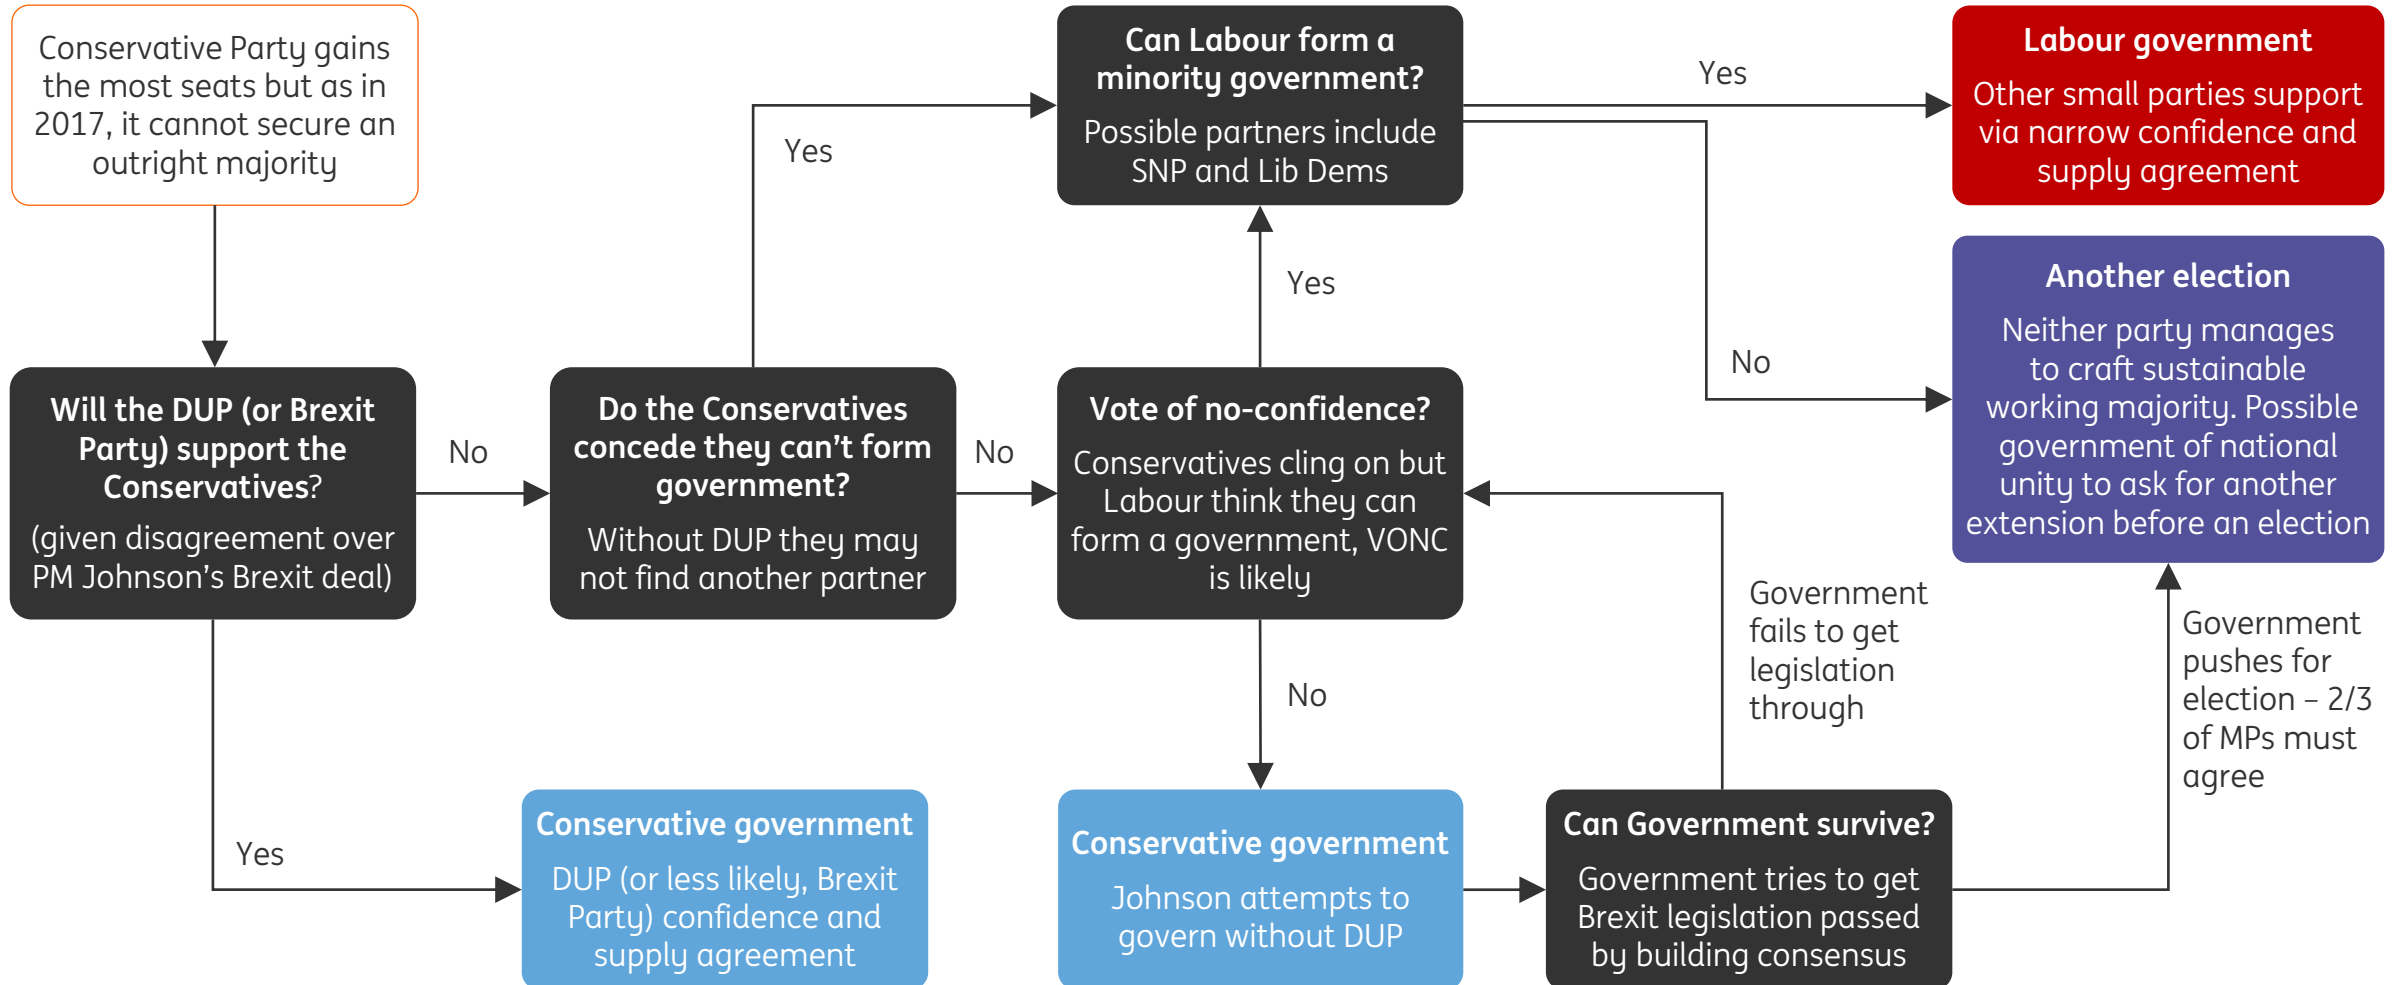 Conservative Party gains
the most seats but as in
2017, it cannot secure an
outright majority
Can Labour form a
minority government?
Possible partners include
SNP and Lib Dems
Yes
Labour government
Other small parties support
via narrow confidence and
supply agreement
Yes
Yes
No
Another election
Neither party manages
to craft sustainable
working majority. Possible
government of national
unity to ask for another
extension before an election
Will the DUP (or Brexit
Party) support the
Conservatives?
(given disagreement over
PM Johnson’s Brexit deal)
No
Do the Conservatives
concede they can’t form
government?
Without DUP they may
not find another partner
No
Vote of no-confidence?
Conservatives cling on but
Labour think they can
form a government, VONC
is likely
Government
fails to get
legislation
through
Government
pushes for
election – 2/3
of MPs must
agree
No
Yes
Conservative government
DUP (or less likely, Brexit
Party) confidence and
supply agreement
Conservative government
Johnson attempts to
govern without DUP
Can Government survive?
Government tries to get
Brexit legislation passed
by building consensus